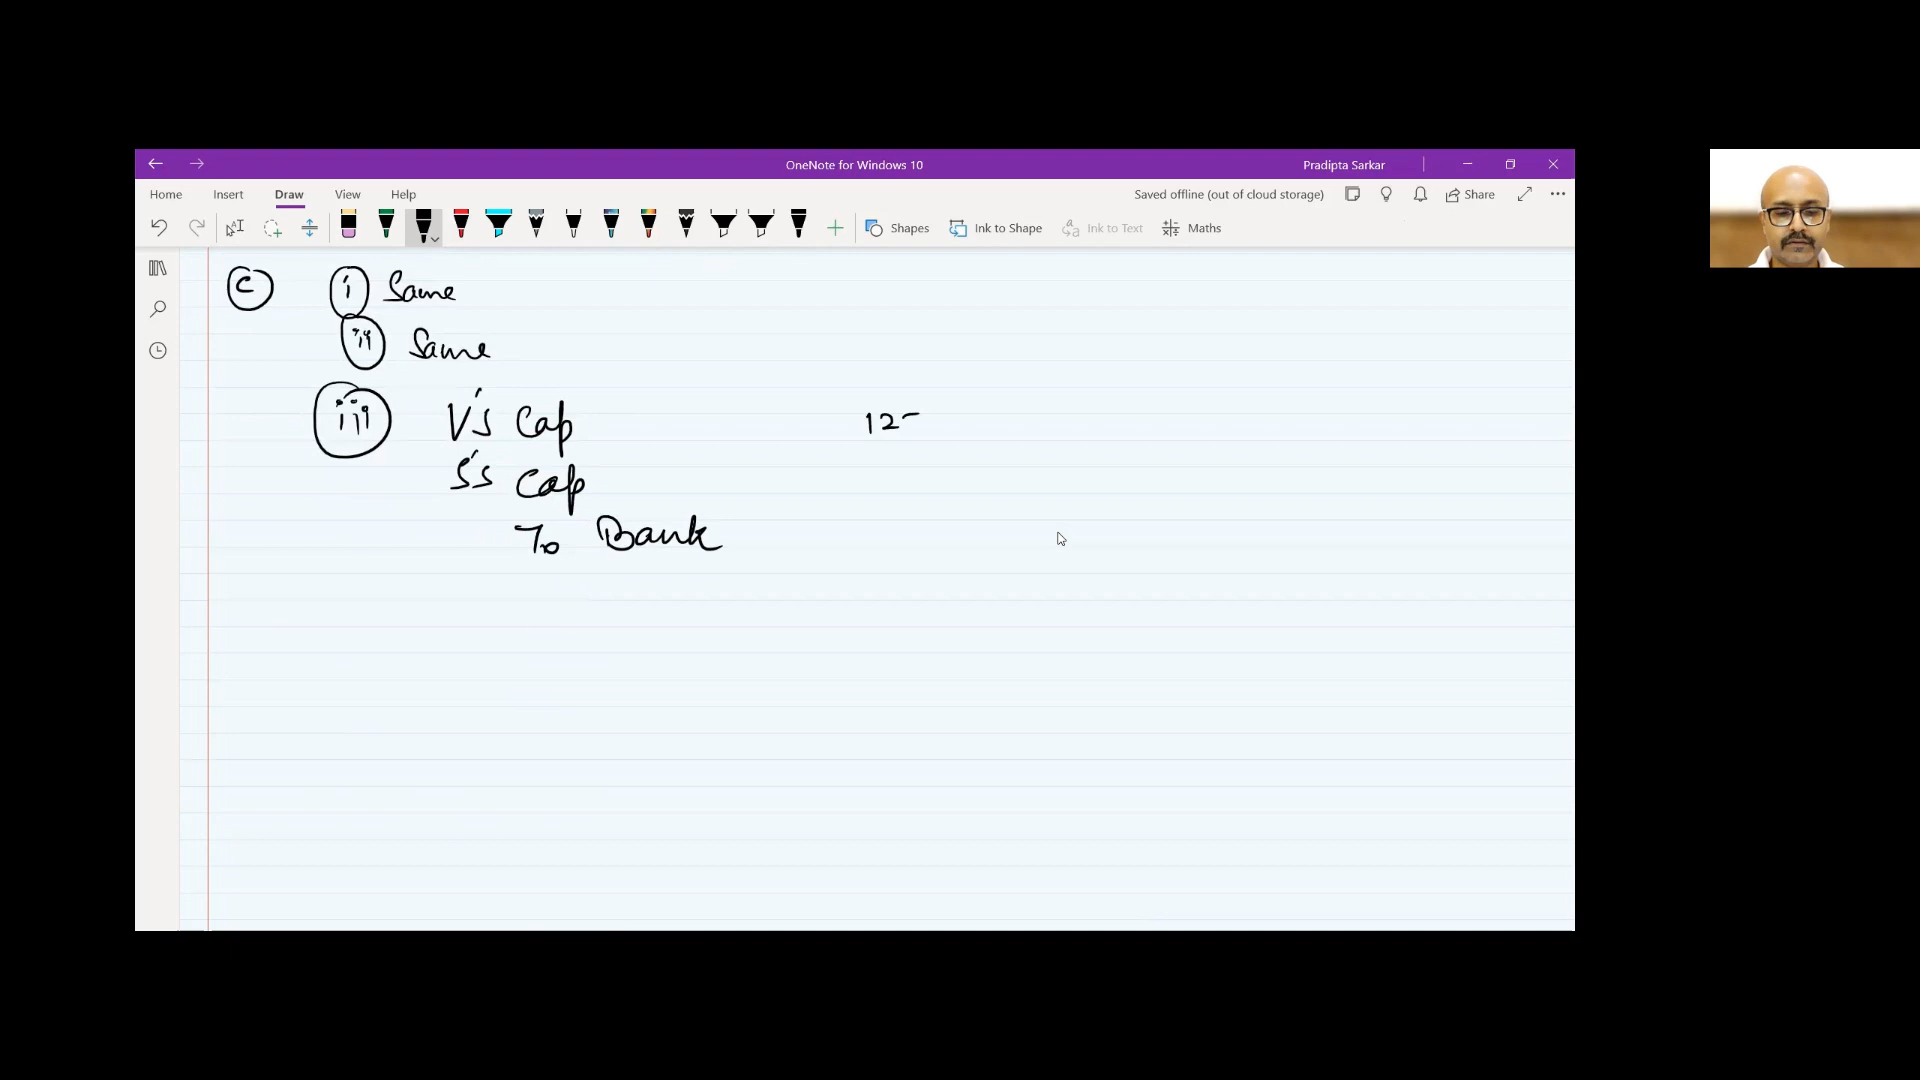 OneNote for Windows 10
Pradipta Sarkar
Home Insert Draw View Help
Saved offline (out of cloud storage)
Share
Shapes Ink to Shape Ink to Text Maths
C i Same
ii Same
iii V's Cap 12
S's Cap
To Bank